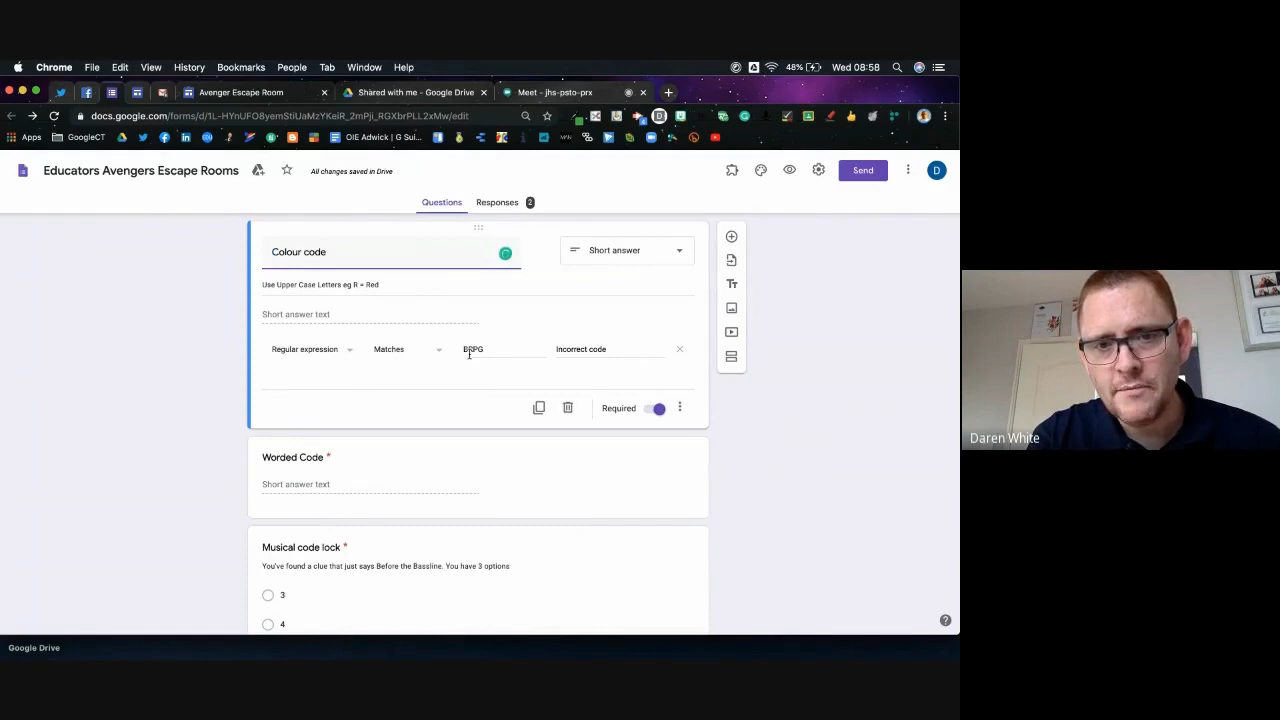 Chrome File Edit View History Bookmarks People Tab Window Help 48% Wed 08:58
Avenger Escape Room Shared with me - Google Drive Meet - jhs-psto-prx
docs.google.com/forms/d/1L-HYnUFO8yemStiUaMzYKeiR_2mPji_RGXbrPLL2xMw/edit
Apps GoogleCT OIE Adwick | G Sui...
Educators Avengers Escape Rooms All changes saved in Drive Send D
Questions Responses 2
Colour code Short answer
Use Upper Case Letters eg R = Red
Short answer text
Regular expression Matches BRPG Incorrect code
Required
Worded Code *
Short answer text
Musical code lock *
You've found a clue that just says Before the Bassline. You have 3 options
3
4
Google Drive
Daren White